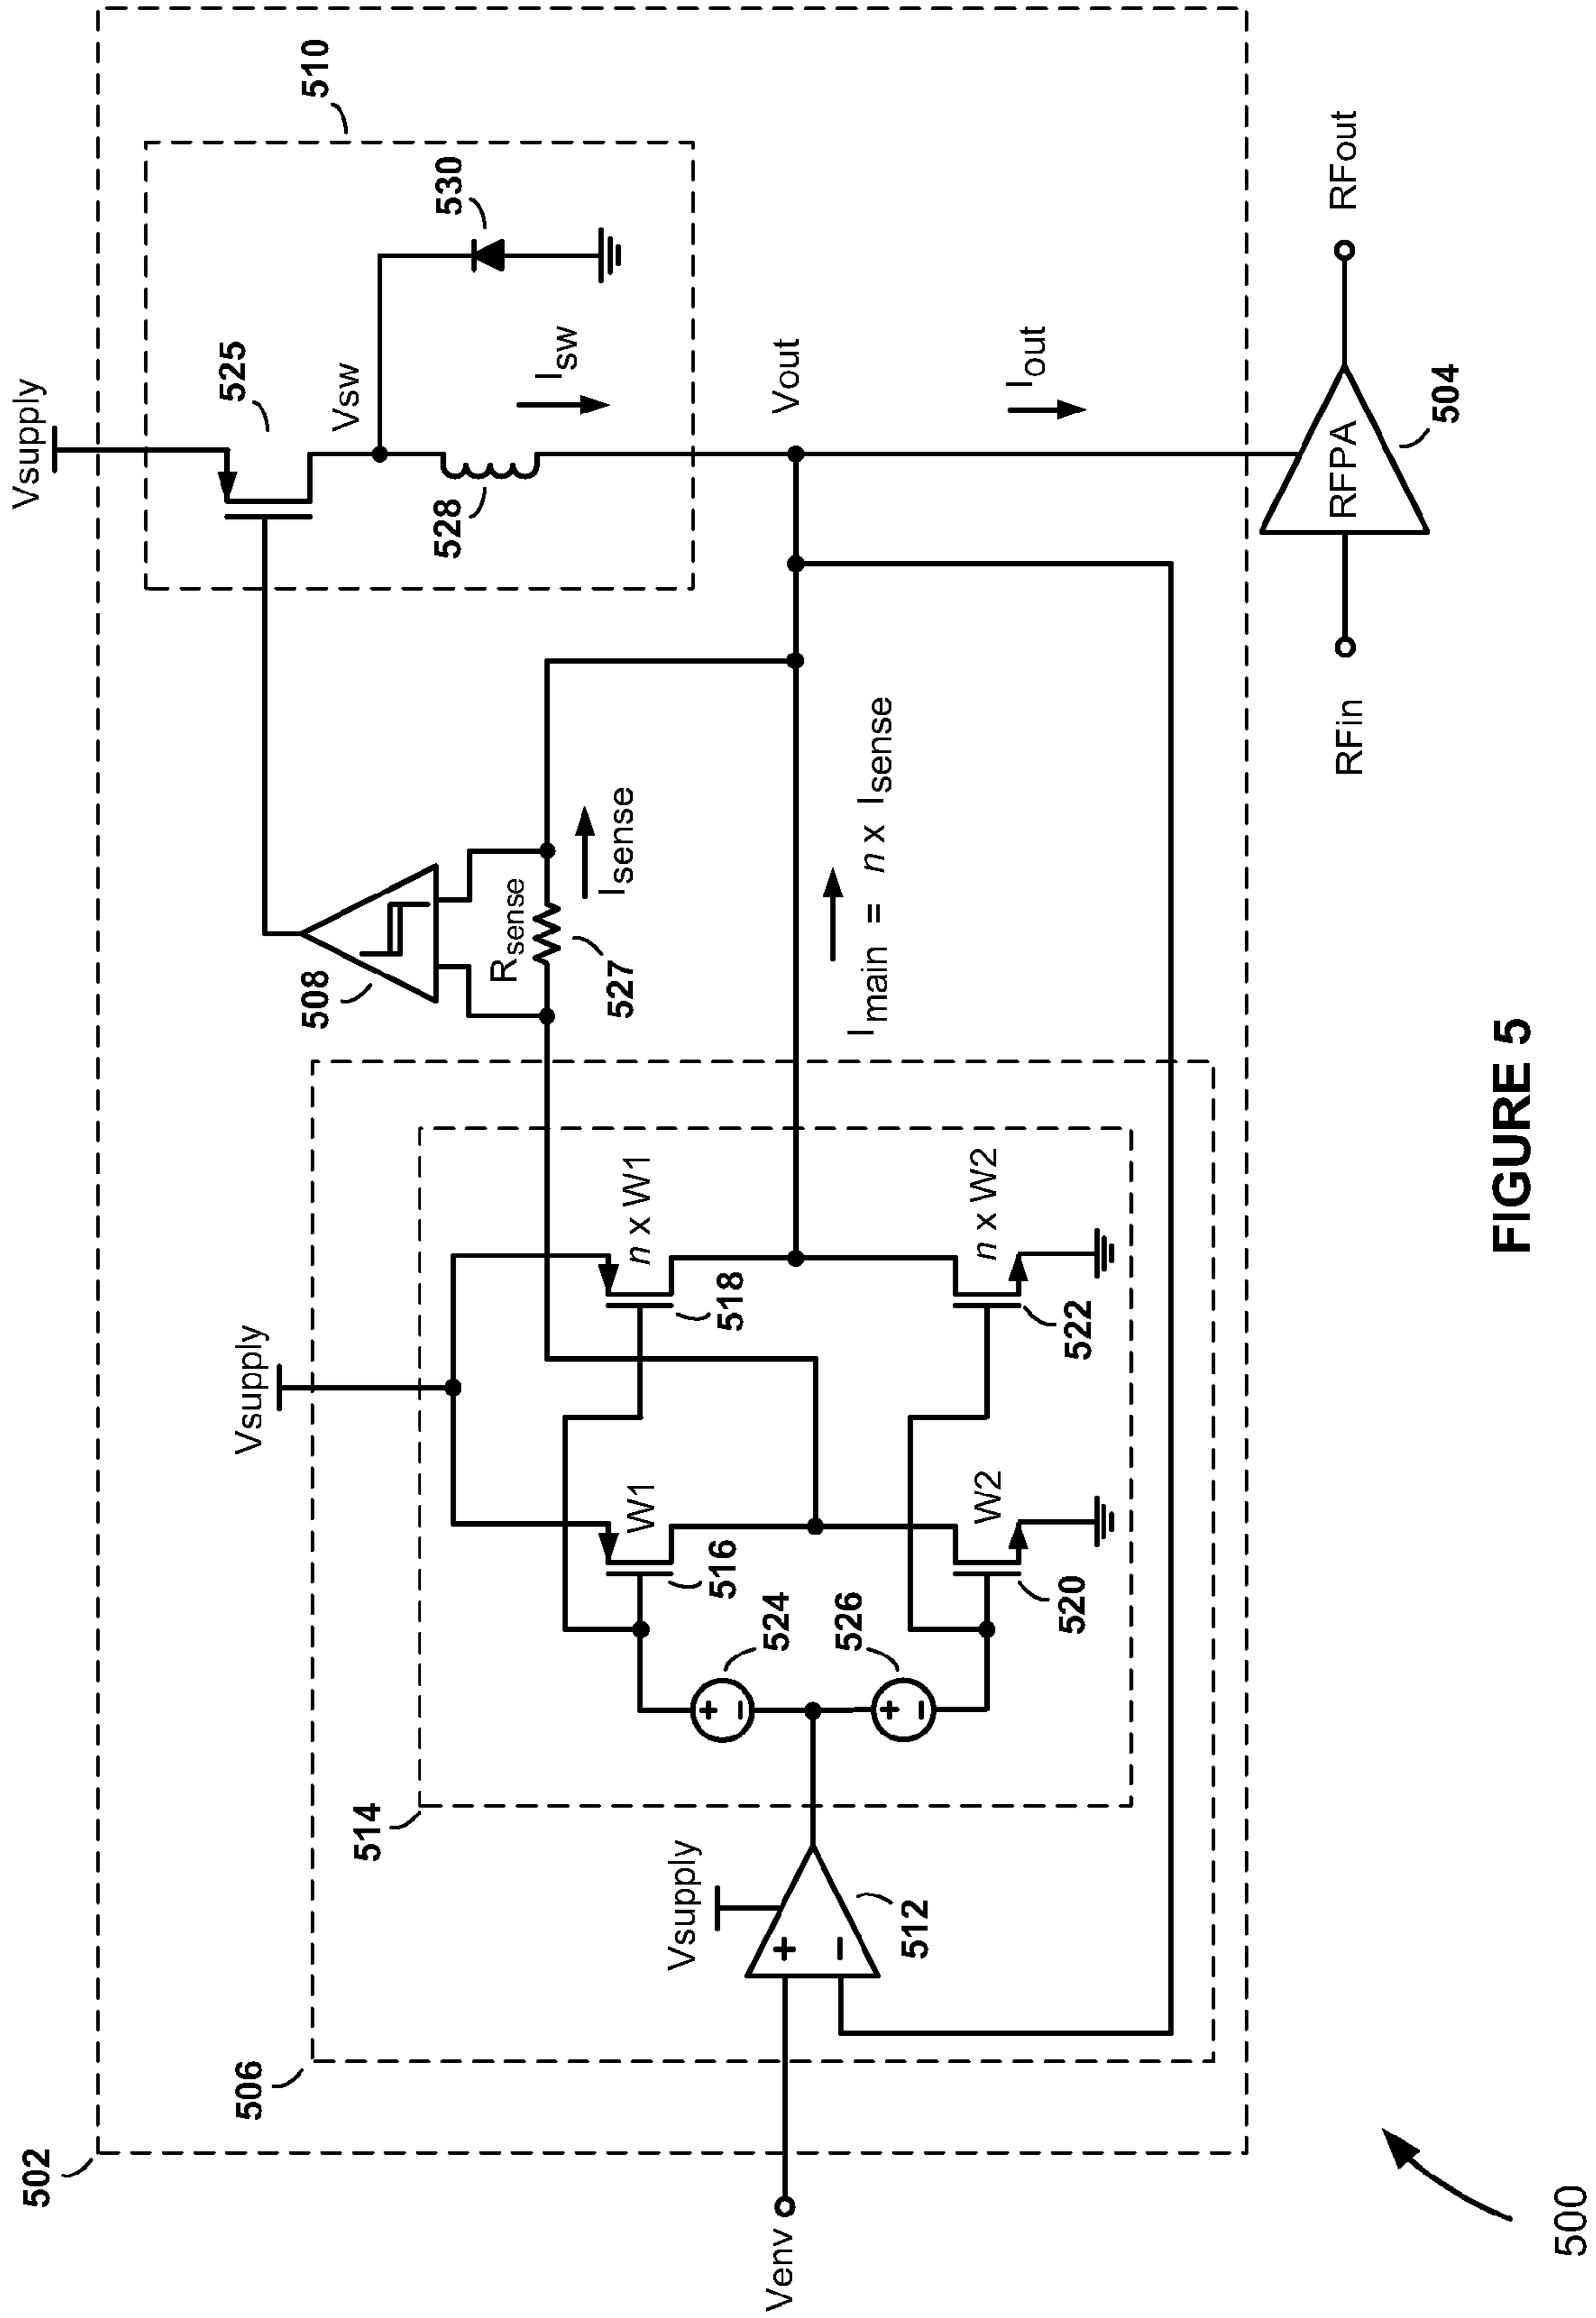 502
506
Vsupply
510
Vsupply
525
508
Vsw
530
514
Vsupply
516
W1
518
n x W1
Rsense
527
Isense
528
Isw
524
526
Vout
Venv
+
−
512
+
−
+
−
520
W2
522
n x W2
Imain = n x Isense
Iout
RFin
RFPA
RFout
504
500
FIGURE 5